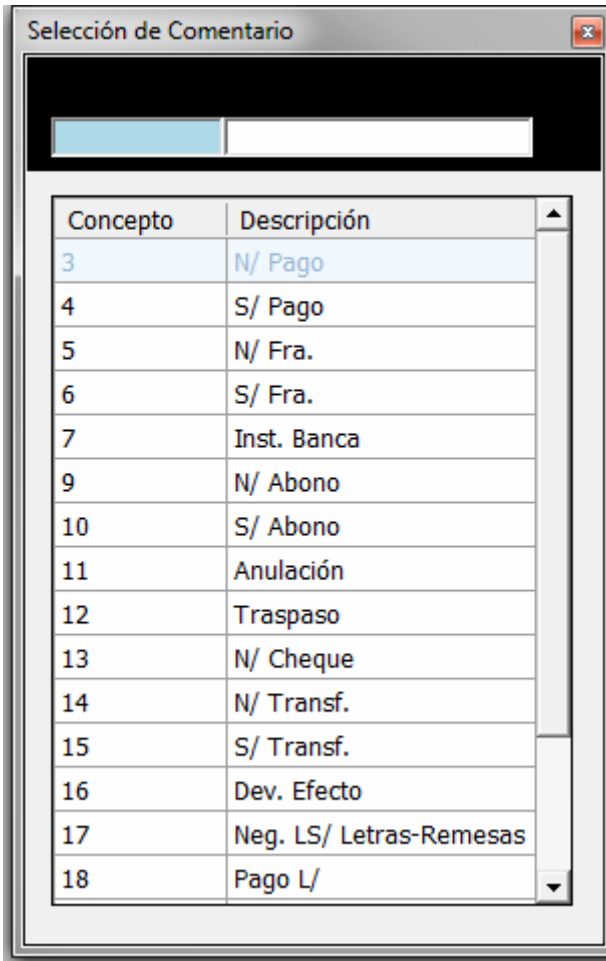 Selección de Comentario
Concepto Descripción
3 N/ Pago
4 S/ Pago
5 N/ Fra.
6 S/ Fra.
7 Inst. Banca
9 N/ Abono
10 S/ Abono
11 Anulación
12 Traspaso
13 N/ Cheque
14 N/ Transf.
15 S/ Transf.
16 Dev. Efecto
17 Neg. LS/ Letras-Remesas
18 Pago L/